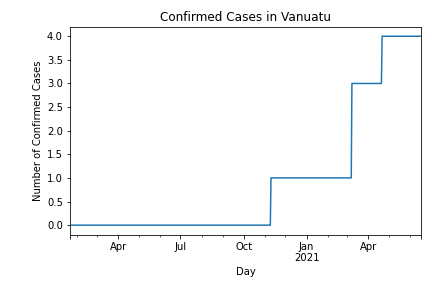 Confirmed Cases in Vanuatu
Number of Confirmed Cases
4.0
3.5
3.0
2.5
2.0
1.5
1.0
0.5
0.0
Apr Jul Oct Jan Apr
2021
Day